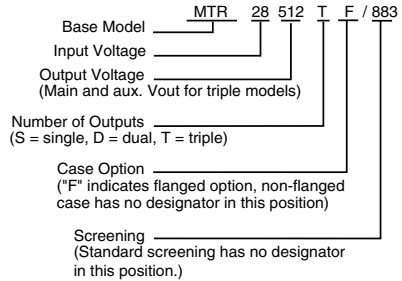 MTR 28 512 T F / 883
Base Model
Input Voltage
Output Voltage
(Main and aux. Vout for triple models)
Number of Outputs
(S = single, D = dual, T = triple)
Case Option
("F" indicates flanged option, non-flanged
case has no designator in this position)
Screening
(Standard screening has no designator
in this position.)